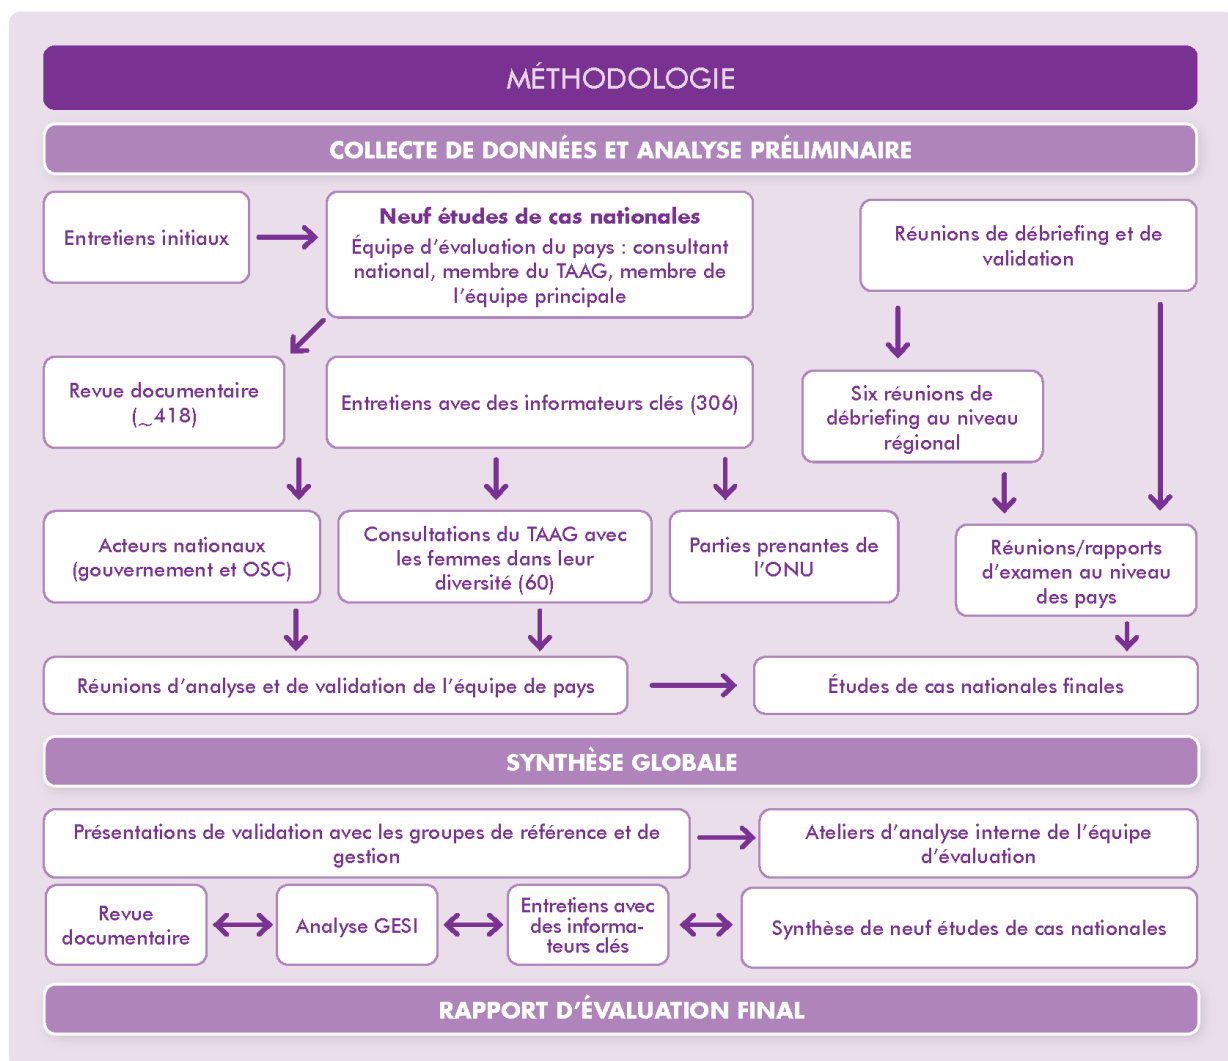 MÉTHODOLOGIE
COLLECTE DE DONNÉES ET ANALYSE PRÉLIMINAIRE
Entretiens initiaux
Neuf études de cas nationales
Équipe d'évaluation du pays : consultant
national, membre du TAAG, membre de
l'équipe principale
Réunions de débriefing et de
validation
Revue documentaire
(~418)
Entretiens avec des informateurs clés (306)
Six réunions de
débriefing au niveau
régional
Acteurs nationaux
(gouvernement et OSC)
Consultations du TAAG avec
les femmes dans leur
diversité (60)
Parties prenantes de
l'ONU
Réunions/rapports
d'examen au niveau
des pays
Réunions d'analyse et de validation de l'équipe de pays
Études de cas nationales finales
SYNTHÈSE GLOBALE
Présentations de validation avec les groupes de référence et de
gestion
Ateliers d'analyse interne de l'équipe
d'évaluation
Revue
documentaire
Analyse GESI
Entretiens avec
des informa-
teurs clés
Synthèse de neuf études de cas nationales
RAPPORT D'ÉVALUATION FINAL